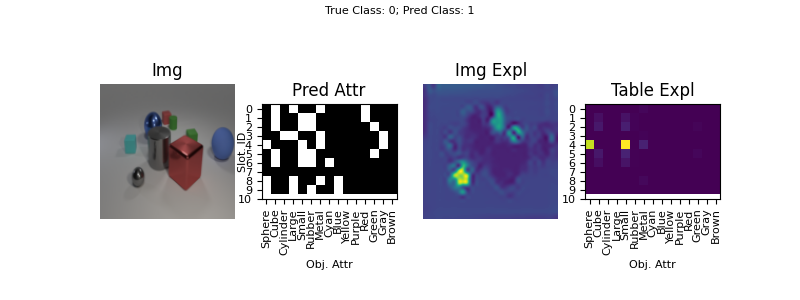 True Class: 0; Pred Class: 1
Img
Pred Attr
Img Expl
Table Expl
Slot. ID
0
1
2
3
4
5
6
7
8
9
10
0
1
2
3
4
5
6
7
8
9
10
Sphere
Cube
Cylinder
Large
Small
Rubber
Metal
Cyan
Blue
Yellow
Purple
Red
Green
Gray
Brown
Sphere
Cube
Cylinder
Large
Small
Rubber
Metal
Cyan
Blue
Yellow
Purple
Red
Green
Gray
Brown
Obj. Attr
Obj. Attr